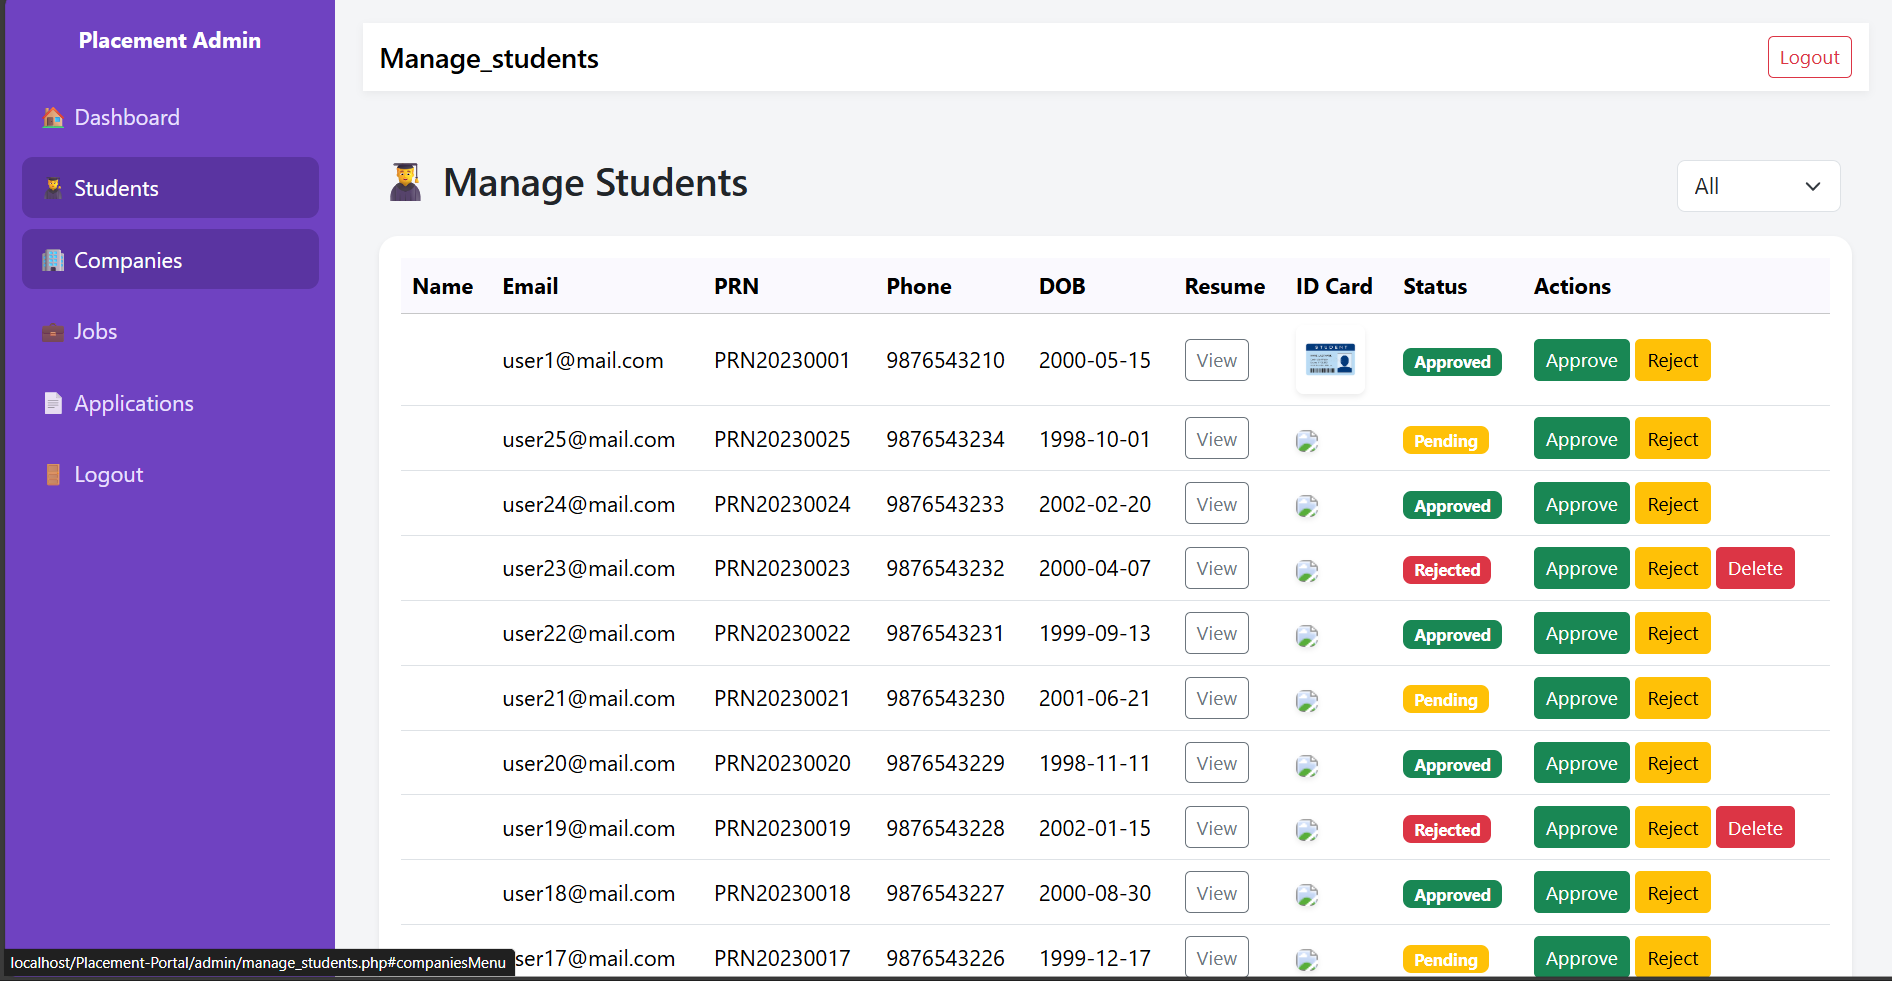 Placement Admin
Dashboard
Students
Companies
Jobs
Applications
Logout
Manage_students
Logout
Manage Students
All
Name Email PRN Phone DOB Resume ID Card Status Actions
user1@mail.com PRN20230001 9876543210 2000-05-15 View STUDENT Approved Approve Reject
user25@mail.com PRN20230025 9876543234 1998-10-01 View Pending Approve Reject
user24@mail.com PRN20230024 9876543233 2002-02-20 View Approved Approve Reject
user23@mail.com PRN20230023 9876543232 2000-04-07 View Rejected Approve Reject Delete
user22@mail.com PRN20230022 9876543231 1999-09-13 View Approved Approve Reject
user21@mail.com PRN20230021 9876543230 2001-06-21 View Pending Approve Reject
user20@mail.com PRN20230020 9876543229 1998-11-11 View Approved Approve Reject
user19@mail.com PRN20230019 9876543228 2002-01-15 View Rejected Approve Reject Delete
user18@mail.com PRN20230018 9876543227 2000-08-30 View Approved Approve Reject
ser17@mail.com PRN20230017 9876543226 1999-12-17 View Pending Approve Reject
localhost/Placement-Portal/admin/manage_students.php#companiesMenu